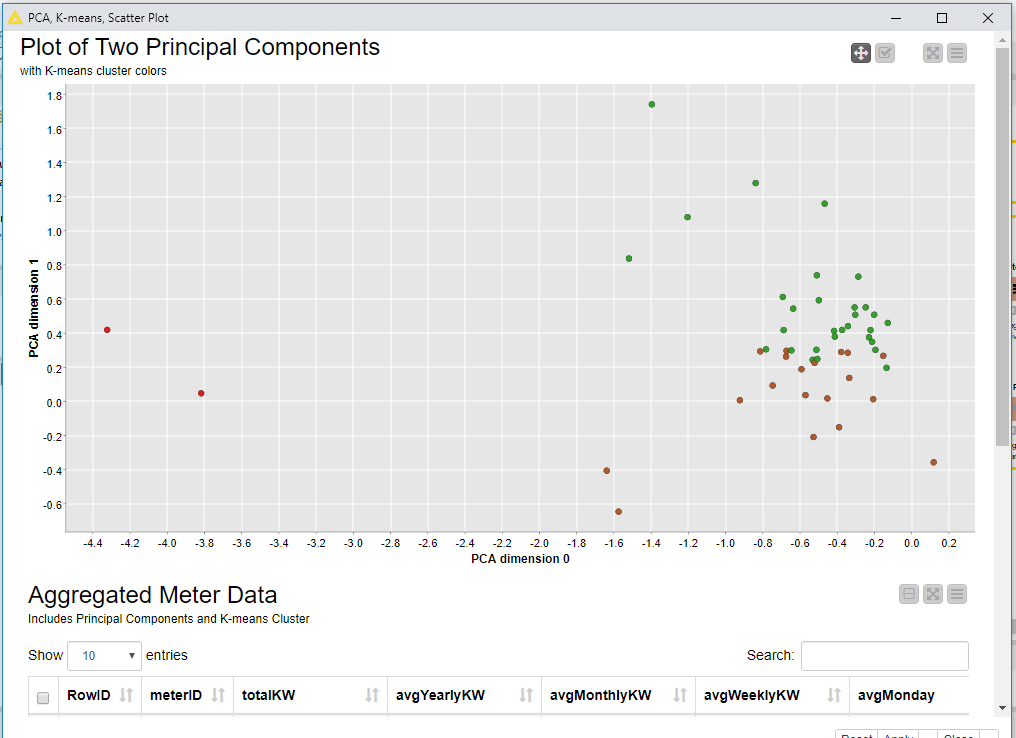 PCA, K-means, Scatter Plot
Plot of Two Principal Components
with K-means cluster colors
1.8
1.6
1.4
1.2
1.0
0.8
0.6
0.4
0.2
0.0
-0.2
-0.4
-0.6
PCA dimension 1
-4.4 -4.2 -4.0 -3.8 -3.6 -3.4 -3.2 -3.0 -2.8 -2.6 -2.4 -2.2 -2.0 -1.8 -1.6 -1.4 -1.2 -1.0 -0.8 -0.6 -0.4 -0.2 0.0 0.2
PCA dimension 0
Aggregated Meter Data
Includes Principal Components and K-means Cluster
Show 10 entries Search:
RowID meterID totalKW avgYearlyKW avgMonthlyKW avgWeeklyKW avgMonday
Reset Apply Close